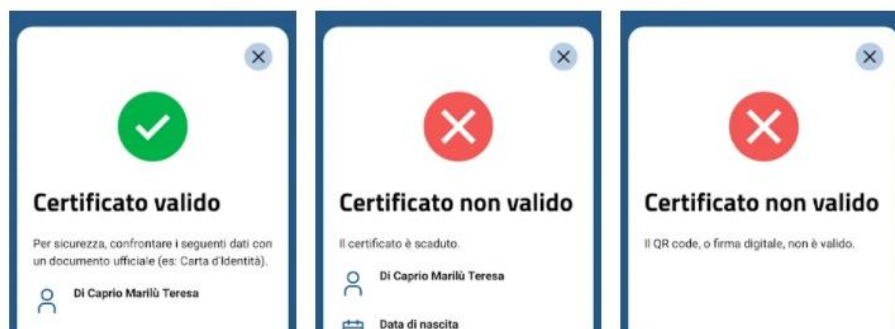 Certificato valido
Per sicurezza, confrontare i seguenti dati con
un documento ufficiale (es: Carta d'Identità).
Di Caprio Marilù Teresa
Certificato non valido
Il certificato è scaduto.
Di Caprio Marilù Teresa
Data di nascita
Certificato non valido
Il QR code, o firma digitale, non è valido.